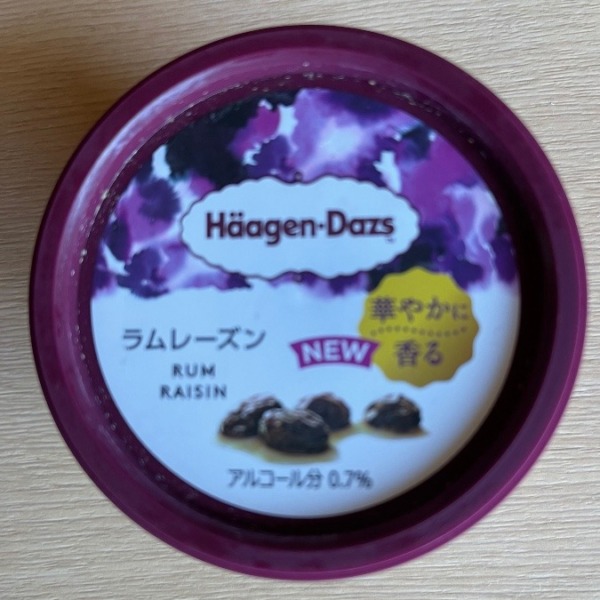 Häagen-Dazs
華やかに
香る
ラムレーズン
NEW
RUM
RAISIN
アルコール分 0.7%